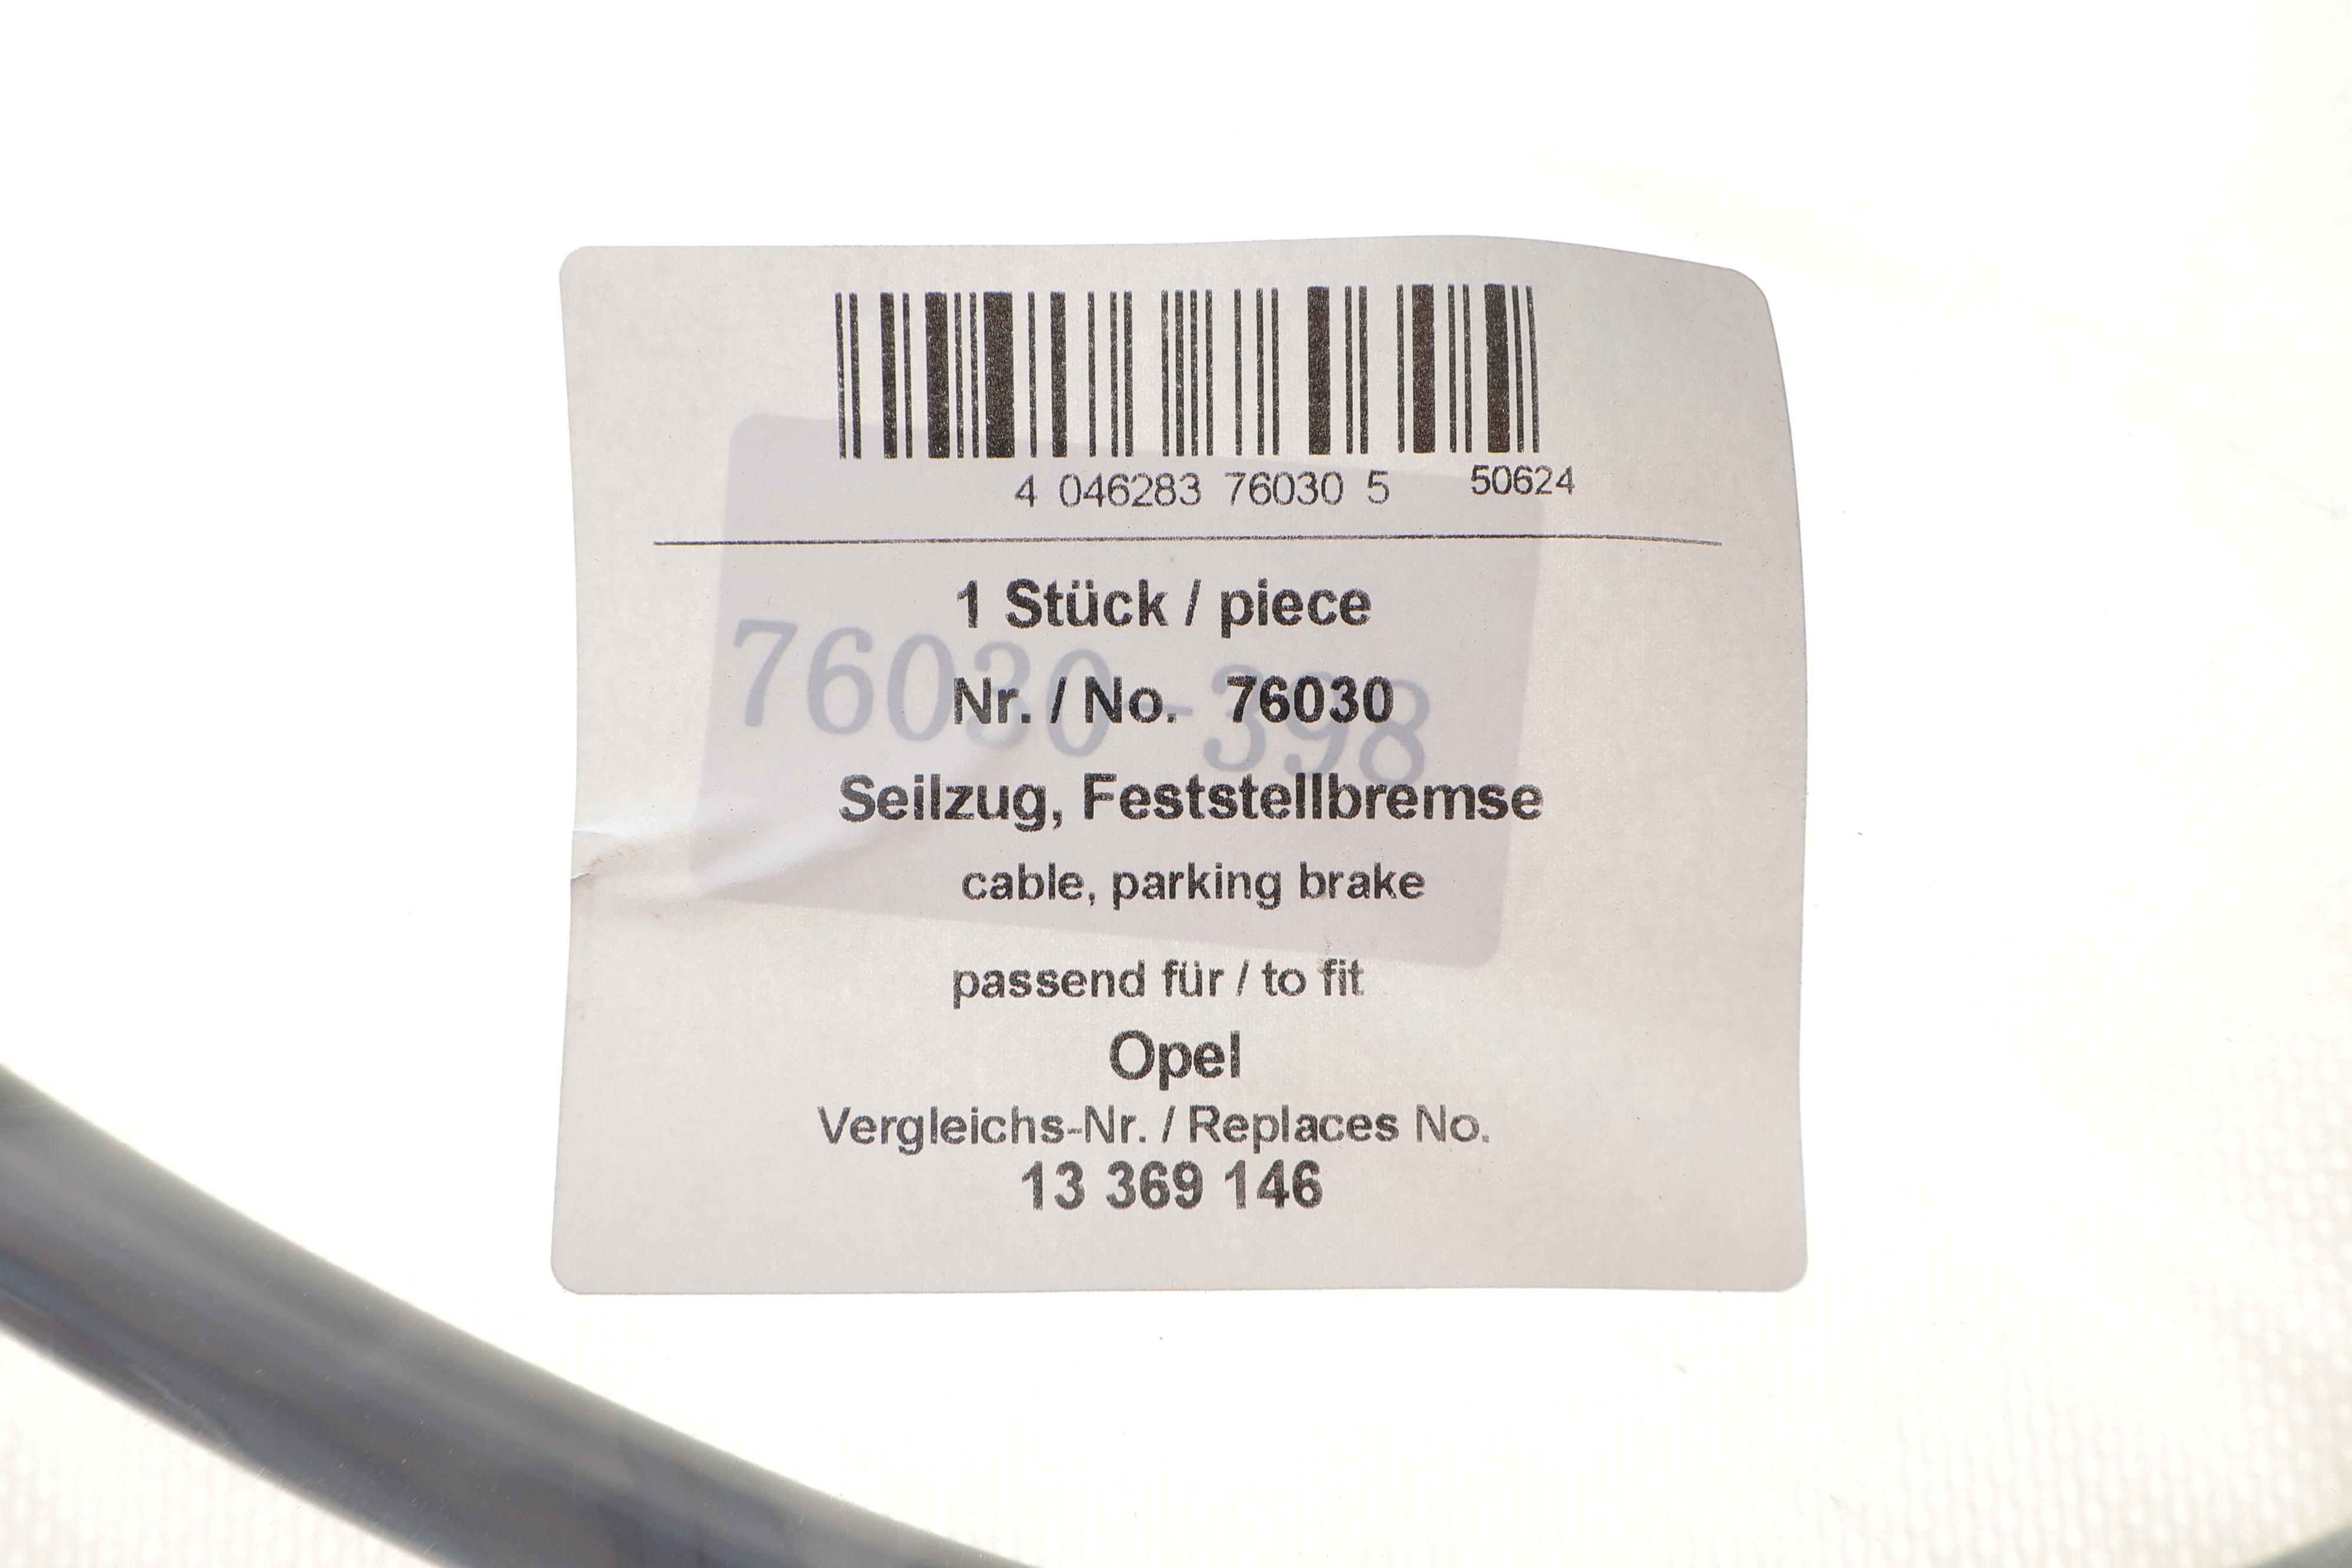 4 046283 76030 5 50624
1 Stück / piece
Nr. / No. 76030
76030-398
Seilzug, Feststellbremse
cable, parking brake
passend für / to fit
Opel
Vergleichs-Nr. / Replaces No.
13 369 146